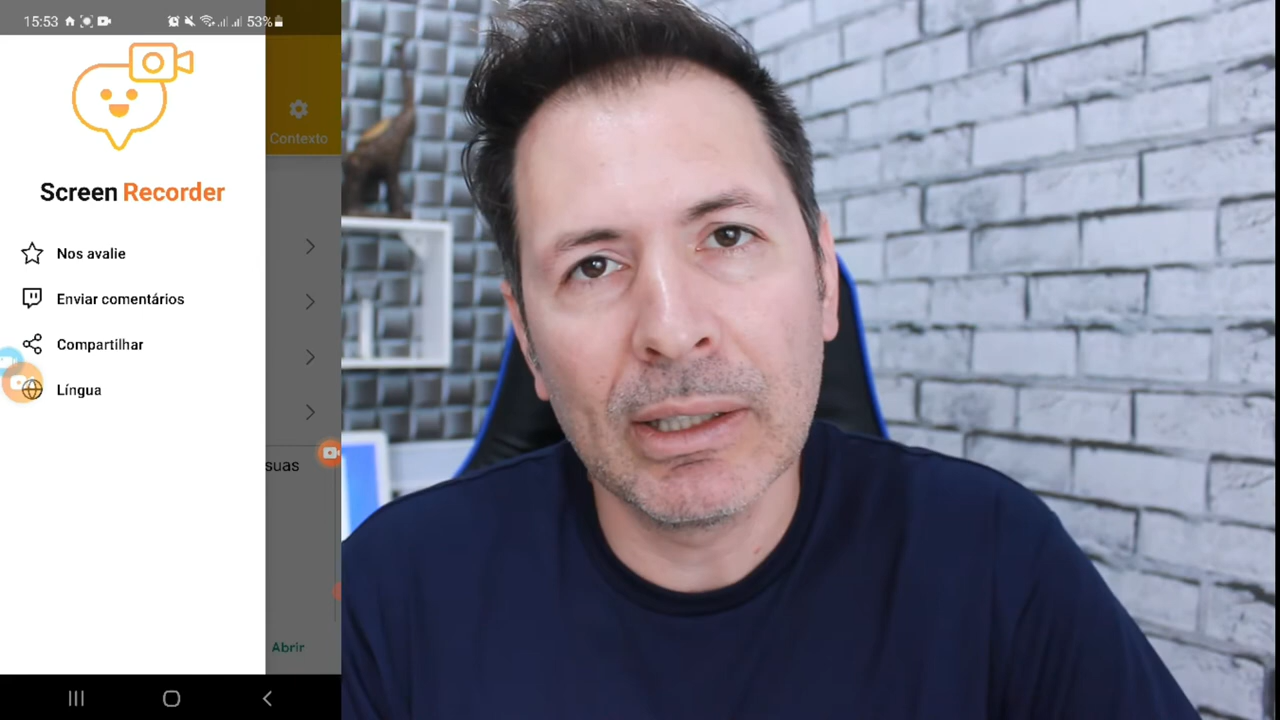 15:53
53%
Contexto
Screen Recorder
Nos avalie
Enviar comentários
Compartilhar
Língua
suas
Abrir